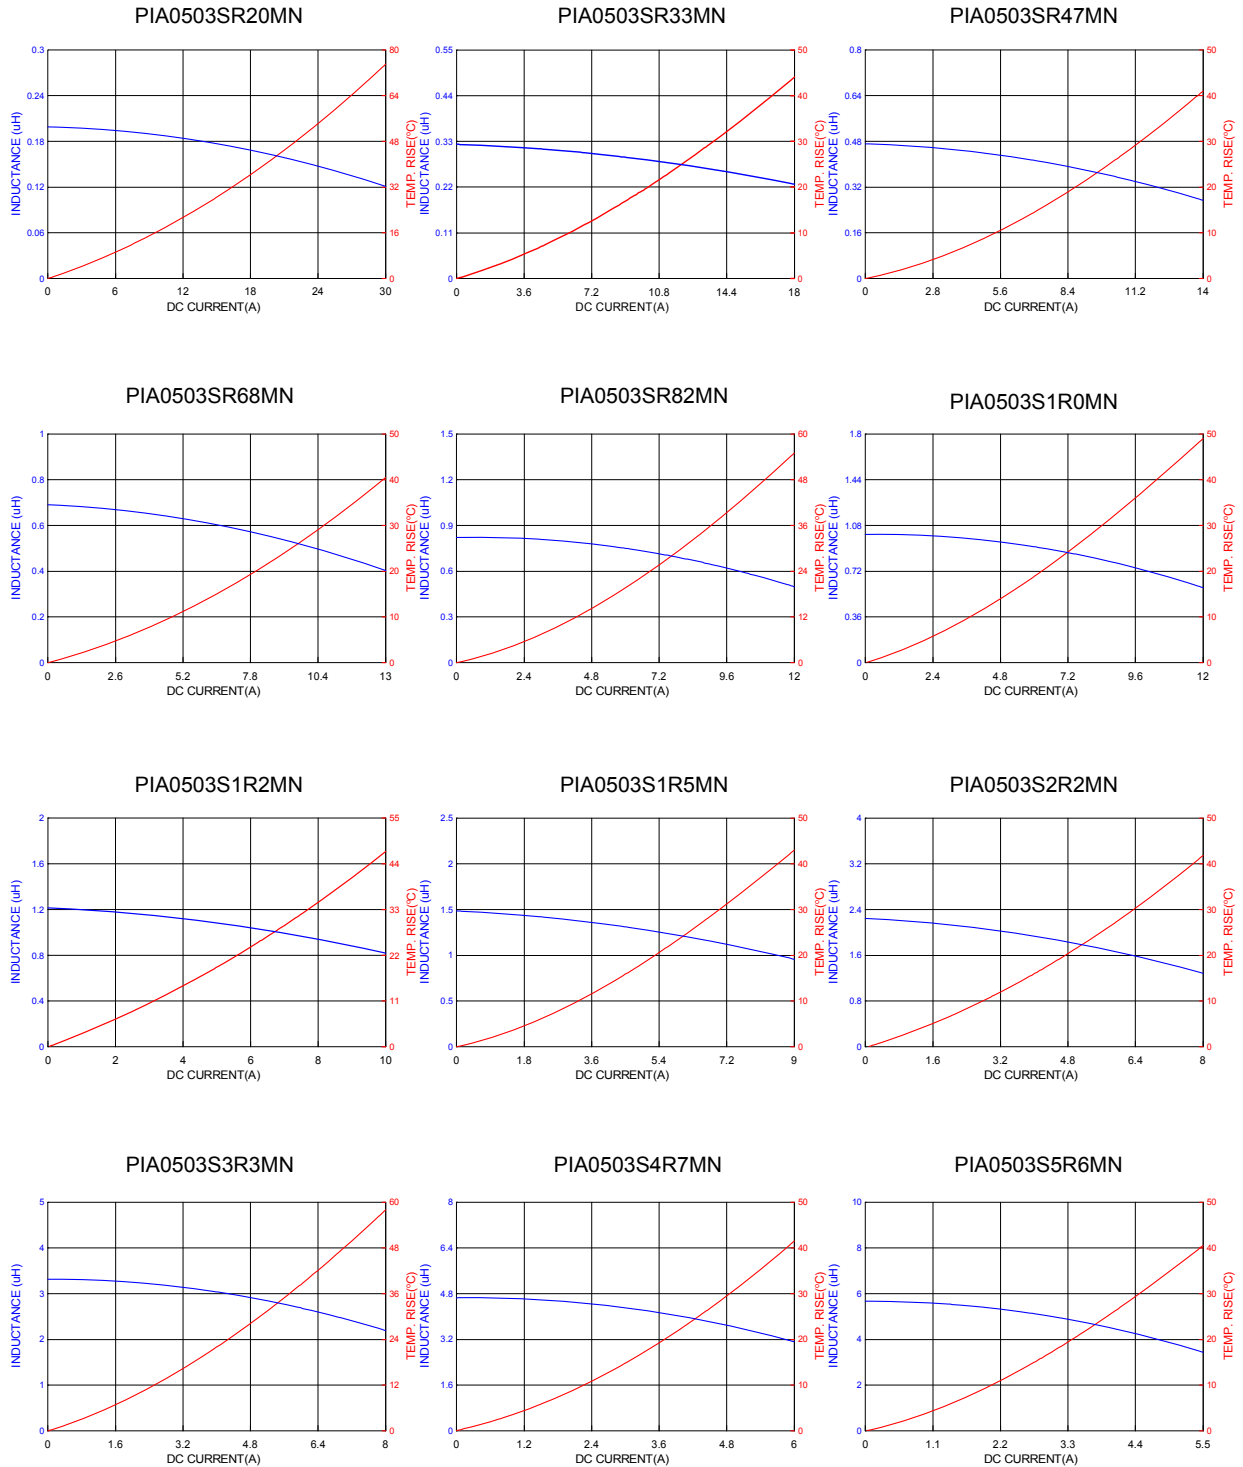 PIA0503SR20MN
PIA0503SR33MN
PIA0503SR47MN
0.3
0.24
0.18
0.12
0.06
0
INDUCTANCE (uH)
80
64
48
32
16
0
TEMP. RISE(ºC)
0 6 12 18 24 30
DC CURRENT(A)
0.55
0.44
0.33
0.22
0.11
0
INDUCTANCE (uH)
50
40
30
20
10
0
TEMP. RISE(ºC)
0 3.6 7.2 10.8 14.4 18
DC CURRENT(A)
0.8
0.64
0.48
0.32
0.16
0
INDUCTANCE (uH)
50
40
30
20
10
0
TEMP. RISE(ºC)
0 2.8 5.6 8.4 11.2 14
DC CURRENT(A)
PIA0503SR68MN
PIA0503SR82MN
PIA0503S1R0MN
1
0.8
0.6
0.4
0.2
0
INDUCTANCE (uH)
50
40
30
20
10
0
TEMP. RISE(ºC)
0 2.6 5.2 7.8 10.4 13
DC CURRENT(A)
1.5
1.2
0.9
0.6
0.3
0
INDUCTANCE (uH)
60
48
36
24
12
0
TEMP. RISE(ºC)
0 2.4 4.8 7.2 9.6 12
DC CURRENT(A)
1.8
1.44
1.08
0.72
0.36
0
INDUCTANCE (uH)
50
40
30
20
10
0
TEMP. RISE(ºC)
0 2.4 4.8 7.2 9.6 12
DC CURRENT(A)
PIA0503S1R2MN
PIA0503S1R5MN
PIA0503S2R2MN
2
1.6
1.2
0.8
0.4
0
INDUCTANCE (uH)
55
44
33
22
11
0
TEMP. RISE(ºC)
0 2 4 6 8 10
DC CURRENT(A)
2.5
2
1.5
1
0.5
0
INDUCTANCE (uH)
50
40
30
20
10
0
TEMP. RISE(ºC)
0 1.8 3.6 5.4 7.2 9
DC CURRENT(A)
4
3.2
2.4
1.6
0.8
0
INDUCTANCE (uH)
50
40
30
20
10
0
TEMP. RISE(ºC)
0 1.6 3.2 4.8 6.4 8
DC CURRENT(A)
PIA0503S3R3MN
PIA0503S4R7MN
PIA0503S5R6MN
5
4
3
2
1
0
INDUCTANCE (uH)
60
48
36
24
12
0
TEMP. RISE(ºC)
0 1.6 3.2 4.8 6.4 8
DC CURRENT(A)
8
6.4
4.8
3.2
1.6
0
INDUCTANCE (uH)
50
40
30
20
10
0
TEMP. RISE(ºC)
0 1.2 2.4 3.6 4.8 6
DC CURRENT(A)
10
8
6
4
2
0
INDUCTANCE (uH)
50
40
30
20
10
0
TEMP. RISE(ºC)
0 1.1 2.2 3.3 4.4 5.5
DC CURRENT(A)